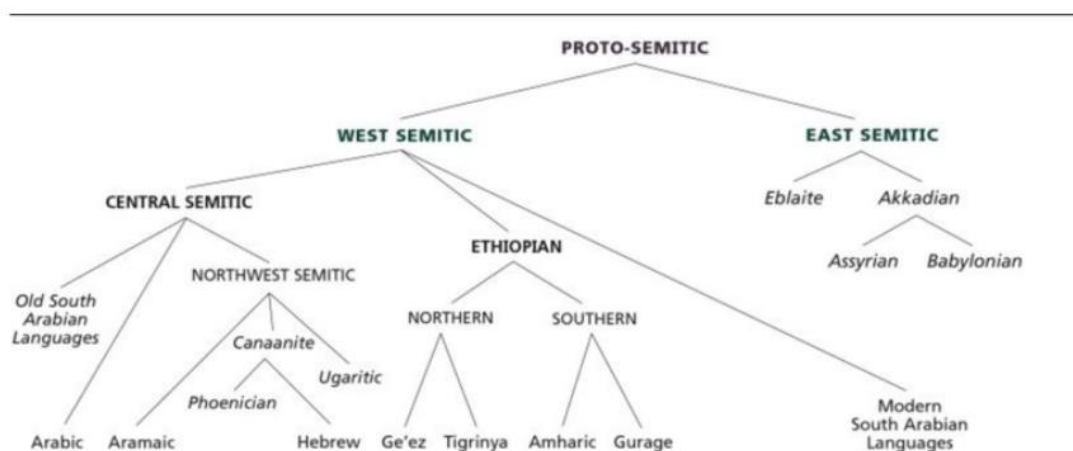 PROTO-SEMITIC
WEST SEMITIC
EAST SEMITIC
CENTRAL SEMITIC
Eblaite
Akkadian
ETHIOPIAN
NORTHWEST SEMITIC
Assyrian
Babylonian
Old South
Arabian
Languages
NORTHERN
SOUTHERN
Canaanite
Ugaritic
Phoenician
Modern
South Arabian
Languages
Arabic
Aramaic
Hebrew
Ge'ez
Tigrinya
Amharic
Gurage